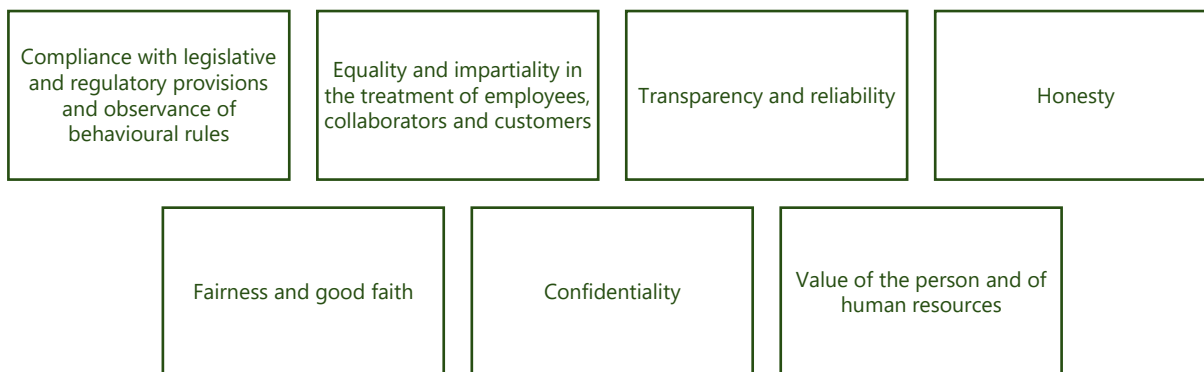 Compliance with legislative
and regulatory provisions
and observance of
behavioural rules
Equality and impartiality in
the treatment of employees,
collaborators and customers
Transparency and reliability
Honesty
Fairness and good faith
Confidentiality
Value of the person and of
human resources